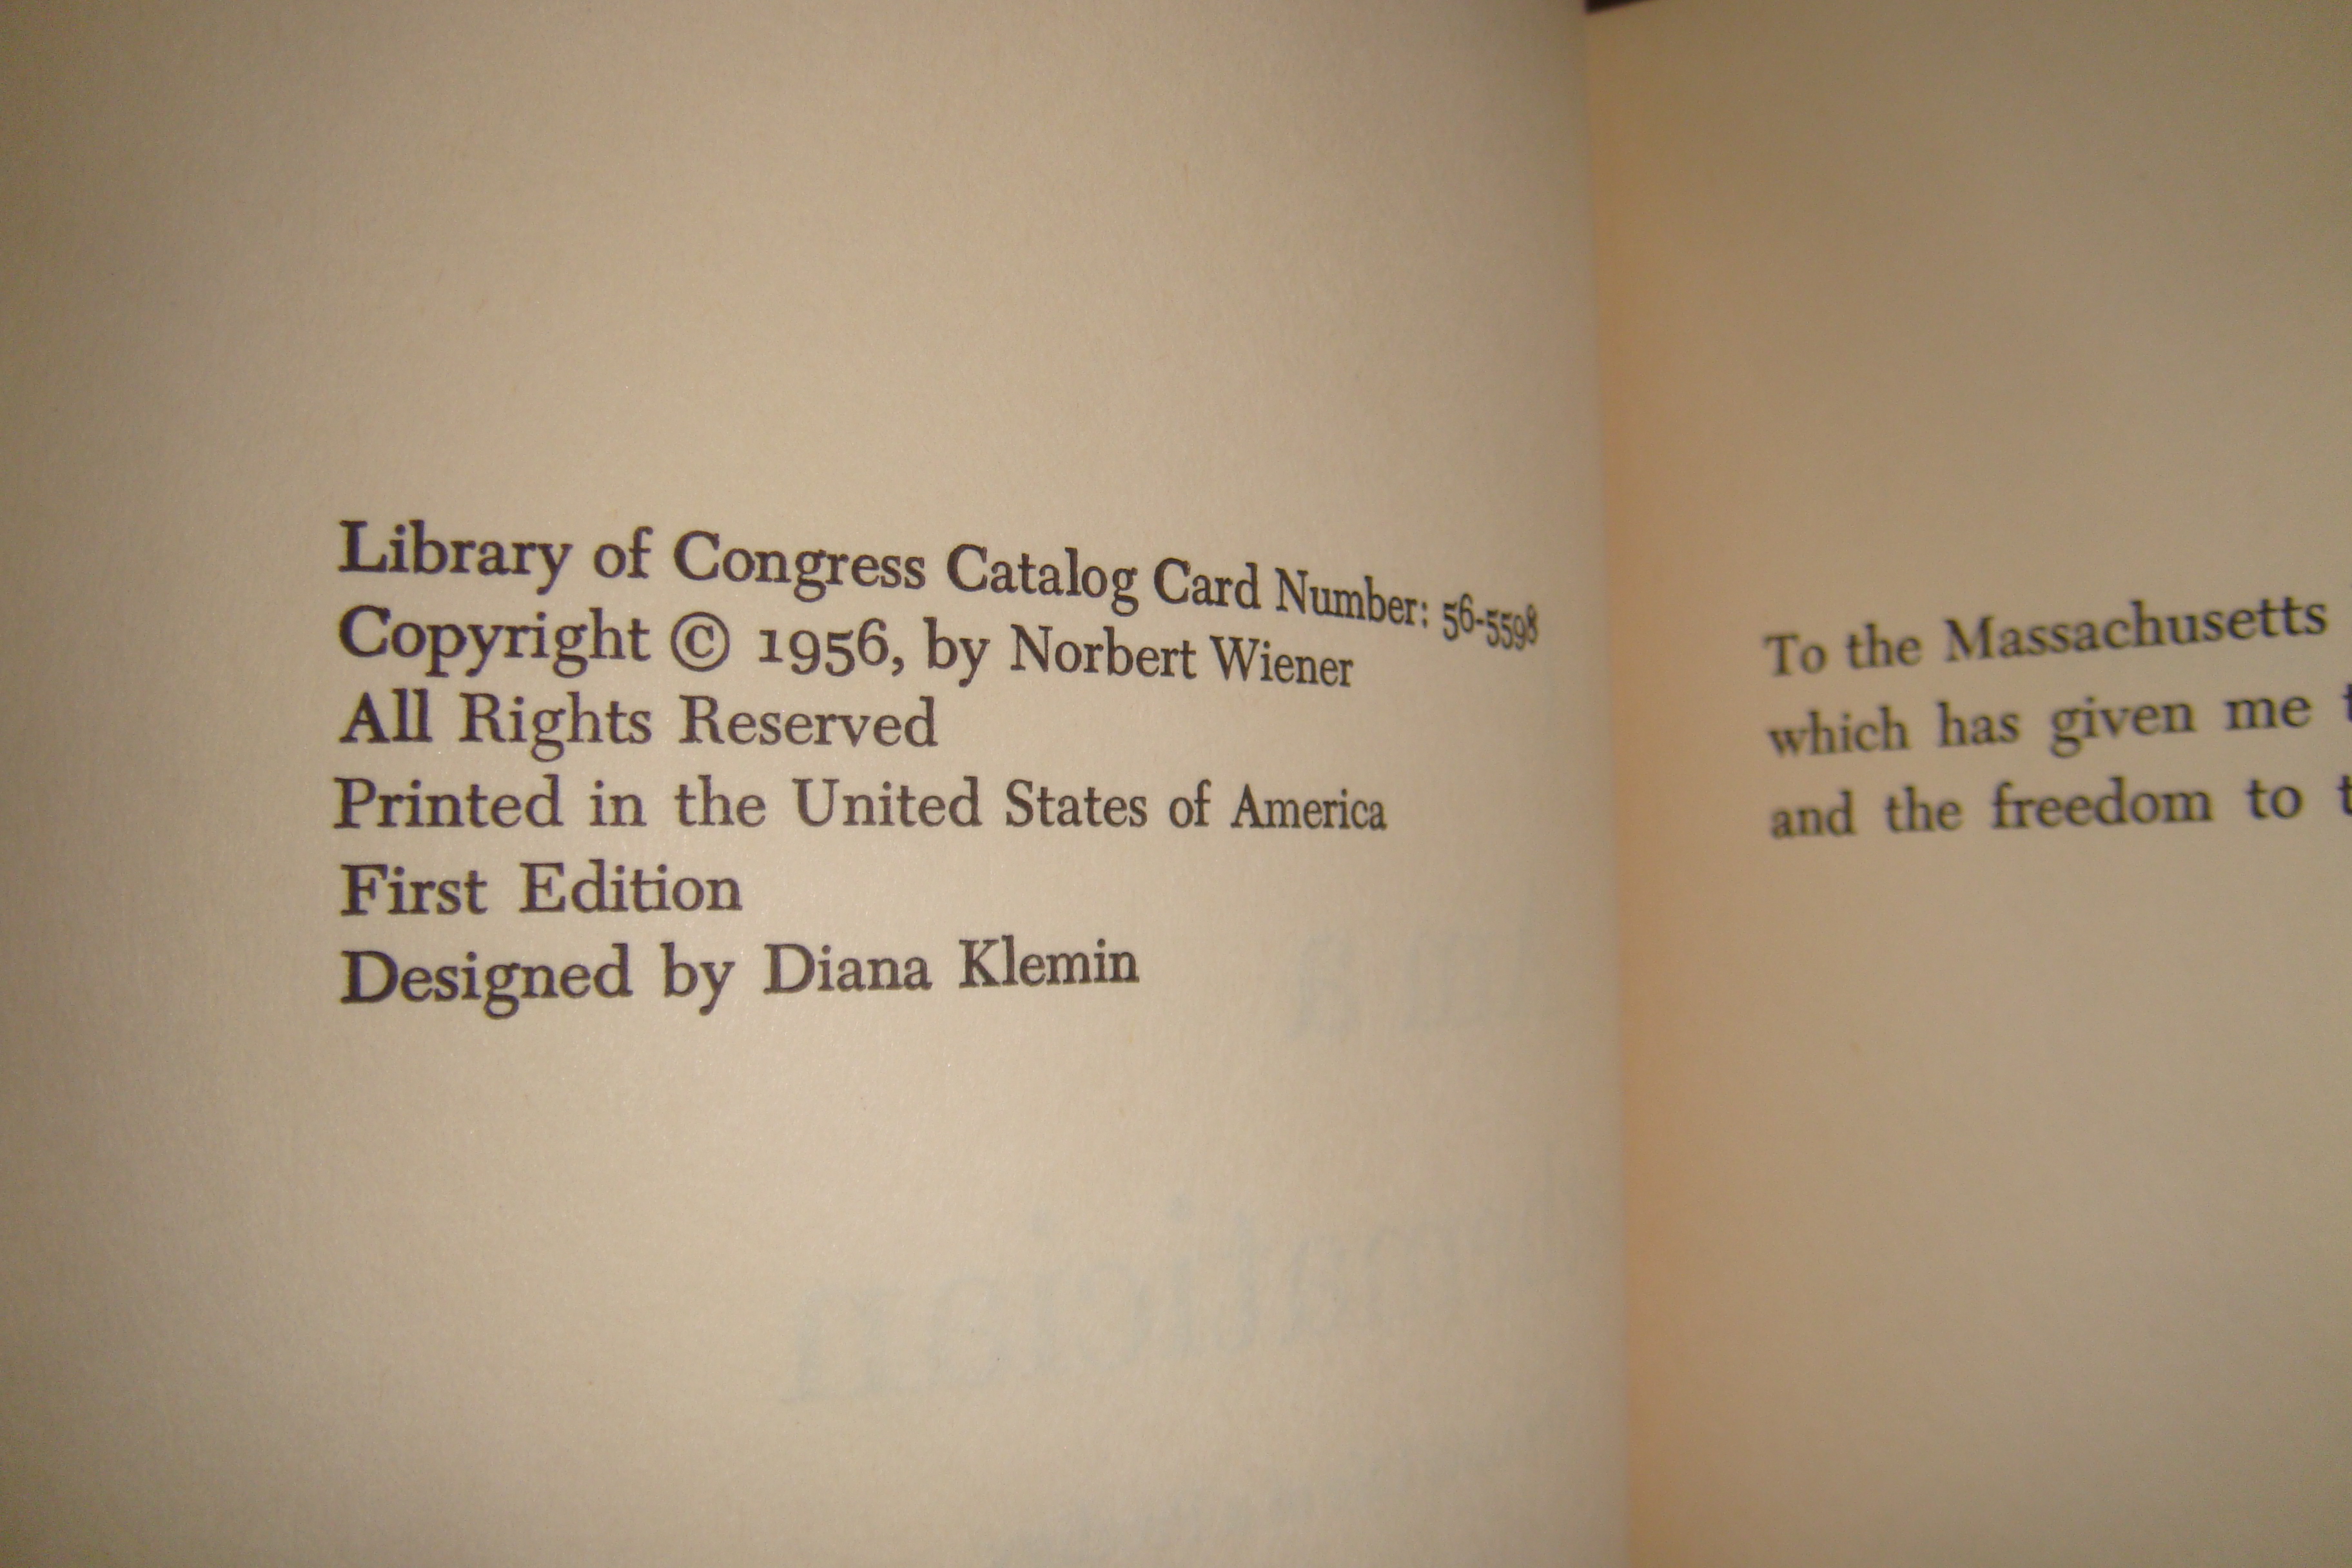 Library of Congress Catalog Card Number: 56-5598
Copyright © 1956, by Norbert Wiener
All Rights Reserved
Printed in the United States of America
First Edition
Designed by Diana Klemin
To the Massachusetts
which has given me
and the freedom to